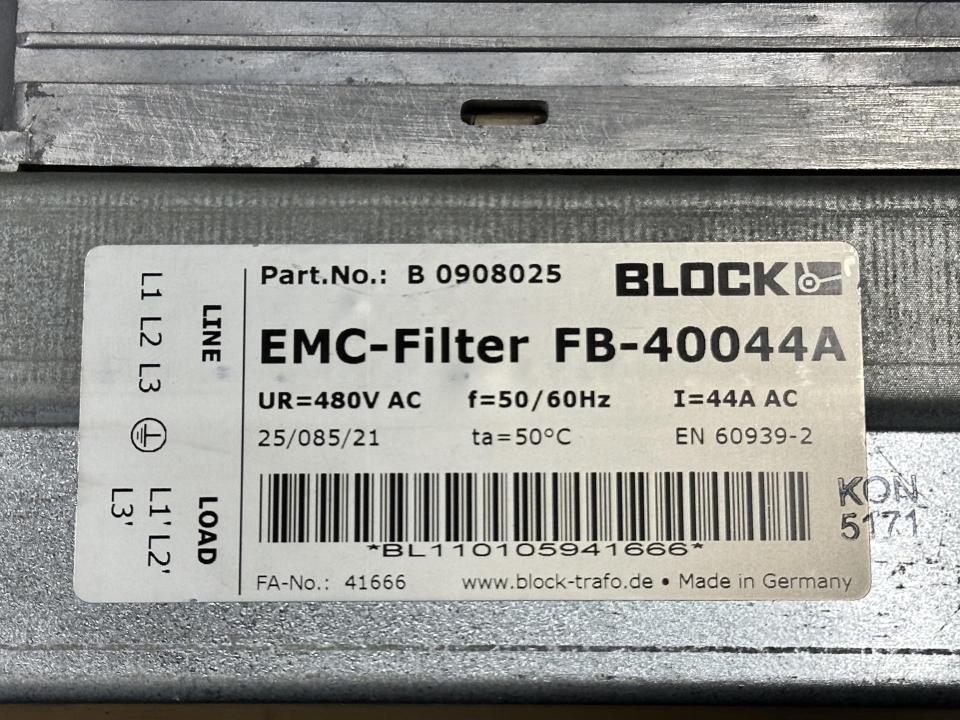 Part.No.: B 0908025
BLOCK
EMC-Filter FB-40044A
UR=480V AC f=50/60Hz I=44A AC
25/085/21 ta=50°C EN 60939-2
*BL110105941666*
FA-No.: 41666 www.block-trafo.de • Made in Germany
LINE
L1 L2 L3
LOAD
L1' L2'
L3'
KON
5171